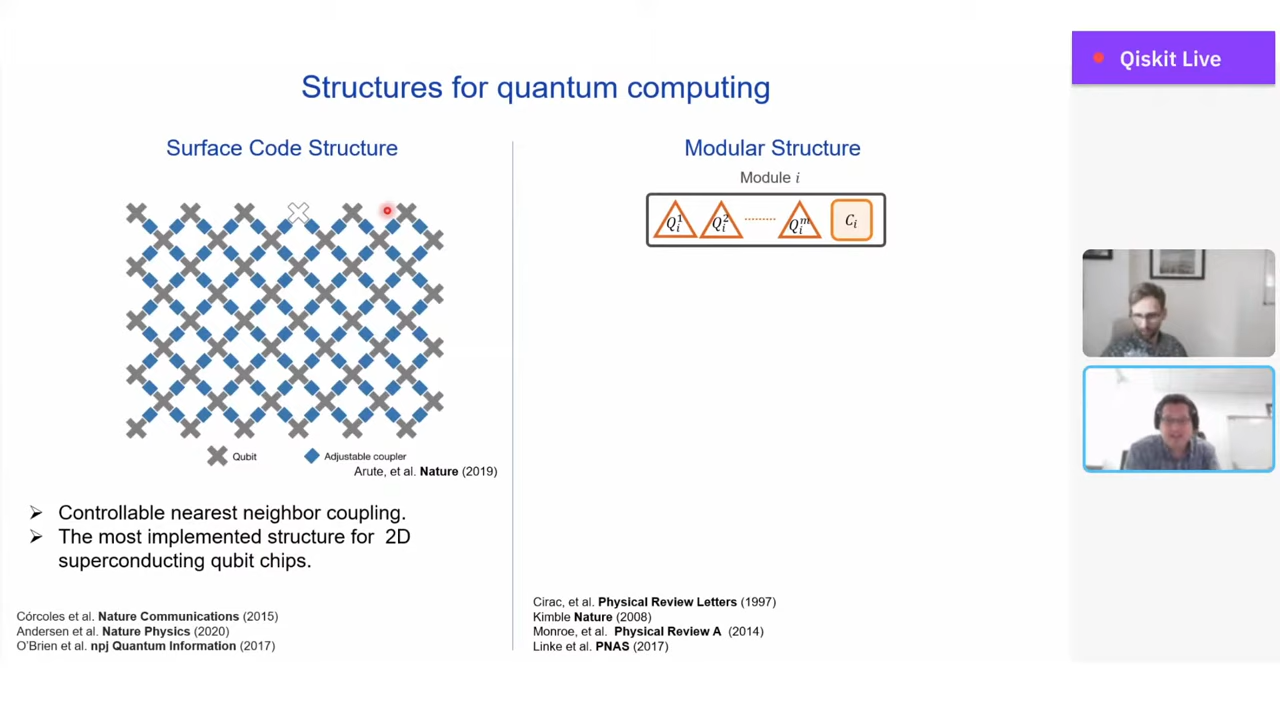 Qiskit Live
Structures for quantum computing
Surface Code Structure
Qubit
Adjustable coupler
Arute, et al. Nature (2019)
➢ Controllable nearest neighbor coupling.
➢ The most implemented structure for 2D
superconducting qubit chips.
Córcoles et al. Nature Communications (2015)
Andersen et al. Nature Physics (2020)
O'Brien et al. npj Quantum Information (2017)
Modular Structure
Module i
Q_i^1 Q_i^2 ......... Q_i^m C_i
Cirac, et al. Physical Review Letters (1997)
Kimble Nature (2008)
Monroe, et al. Physical Review A (2014)
Linke et al. PNAS (2017)